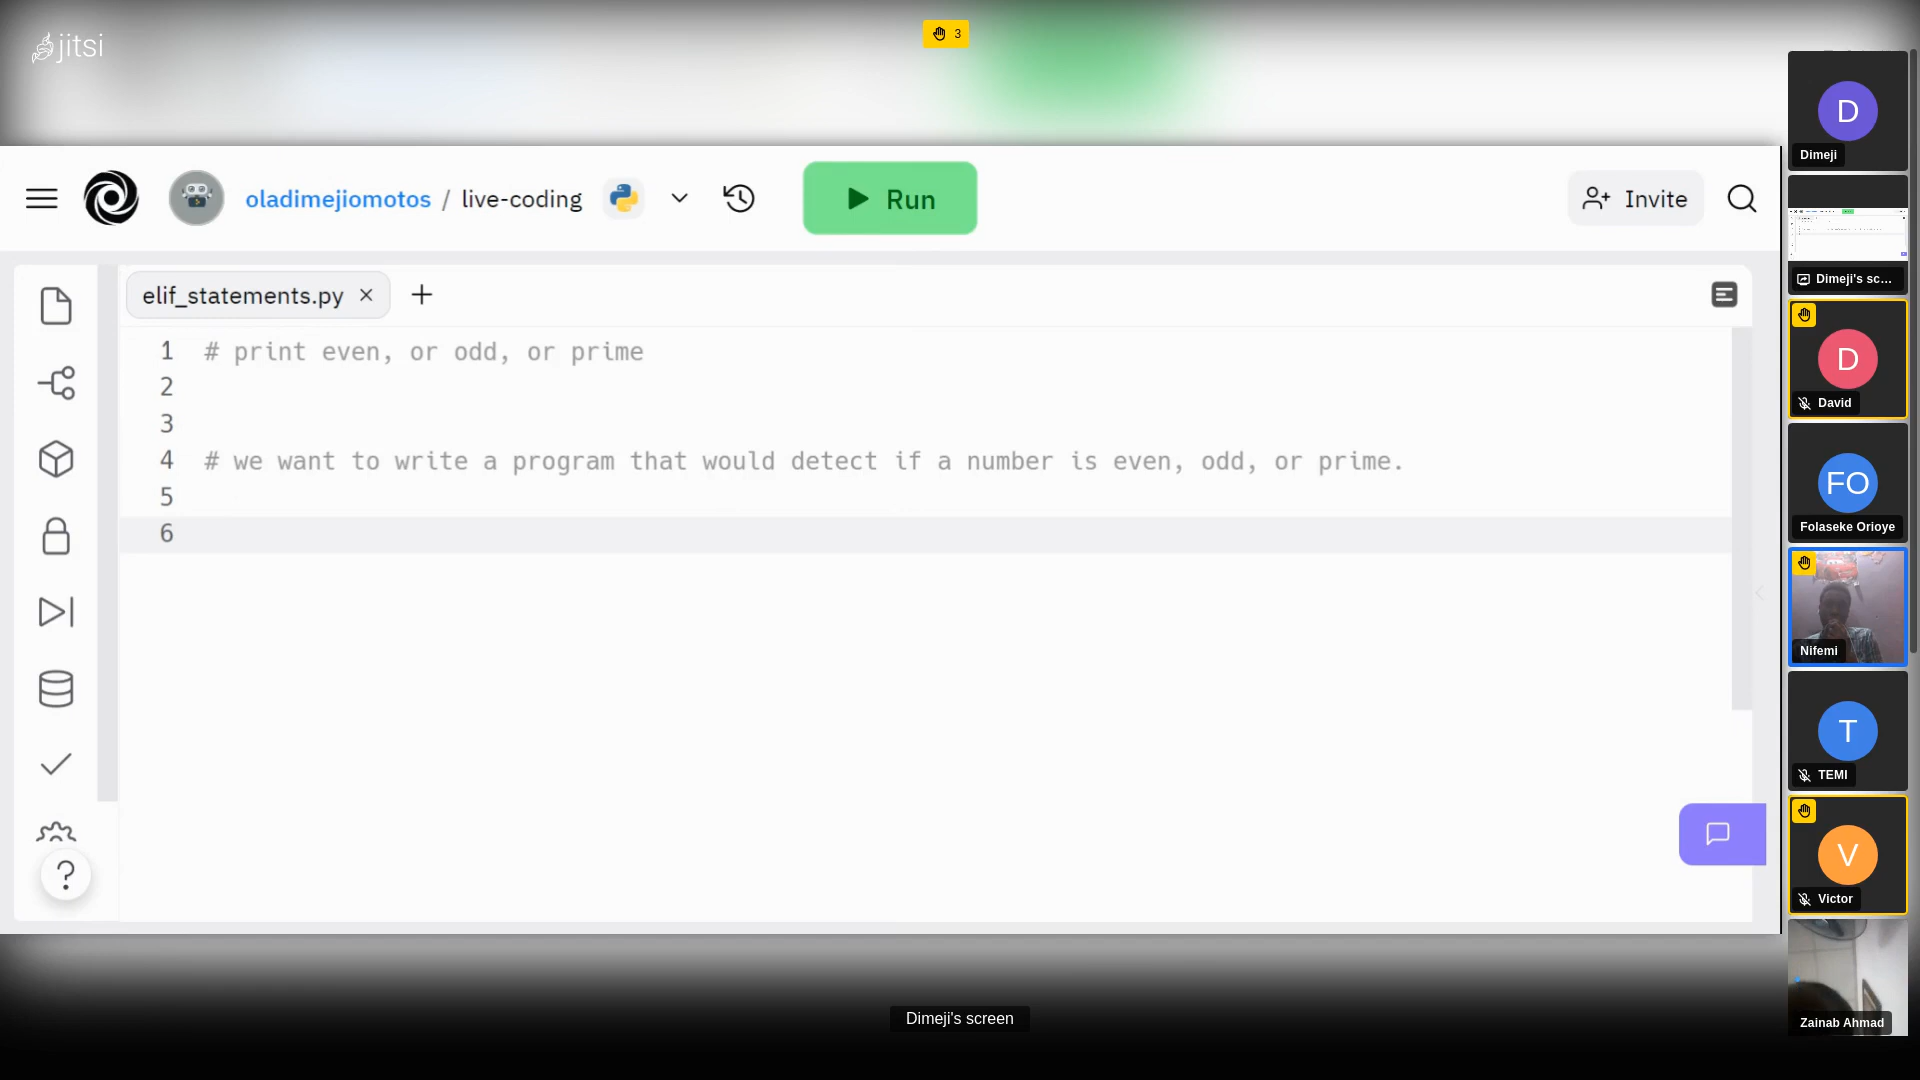 jitsi
3
oladimejiomotos / live-coding
Run
Invite
elif_statements.py
1 # print even, or odd, or prime
2
3
4 # we want to write a program that would detect if a number is even, odd, or prime.
5
6
?
Dimeji's screen
D
Dimeji
Dimeji's sc...
D
David
FO
Folaseke Orioye
Nifemi
T
TEMI
V
Victor
Zainab Ahmad